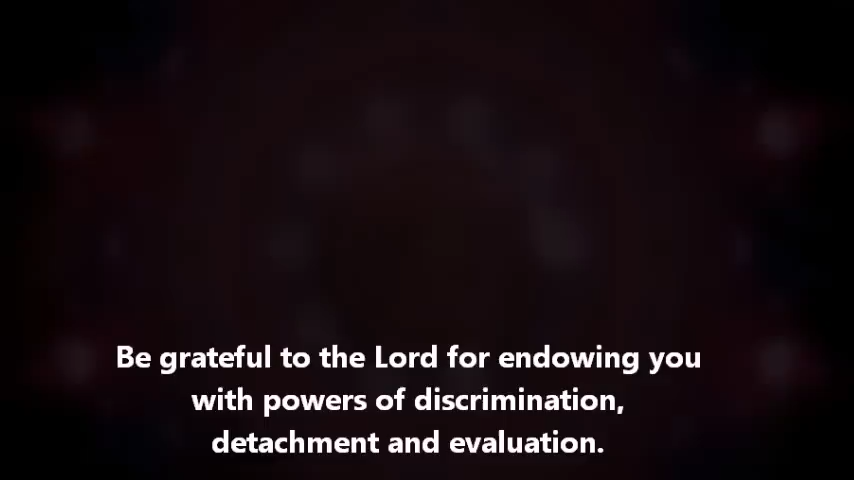 Be grateful to the Lord for endowing you
with powers of discrimination,
detachment and evaluation.